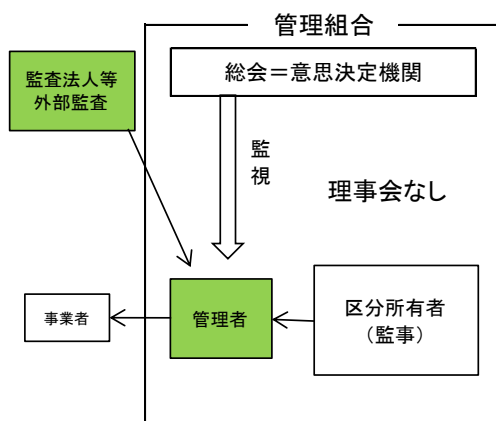 管理組合
監査法人等
外部監査
総会＝意思決定機関
監
視
理事会なし
事業者
管理者
区分所有者
（監事）